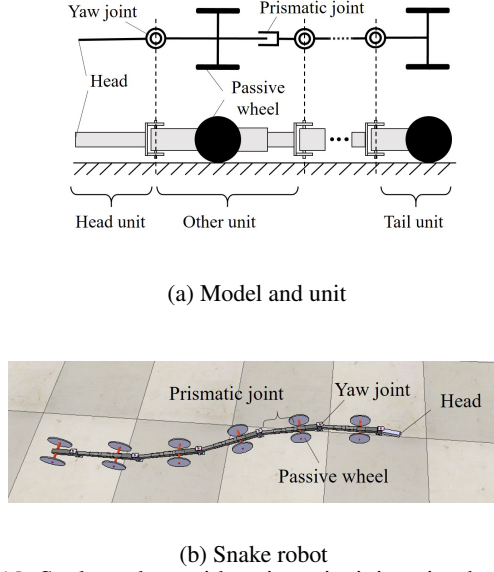 Yaw joint
Prismatic joint
Head
Passive
wheel
Head unit
Other unit
Tail unit
(a) Model and unit
Prismatic joint
Yaw joint
Head
Passive wheel
(b) Snake robot